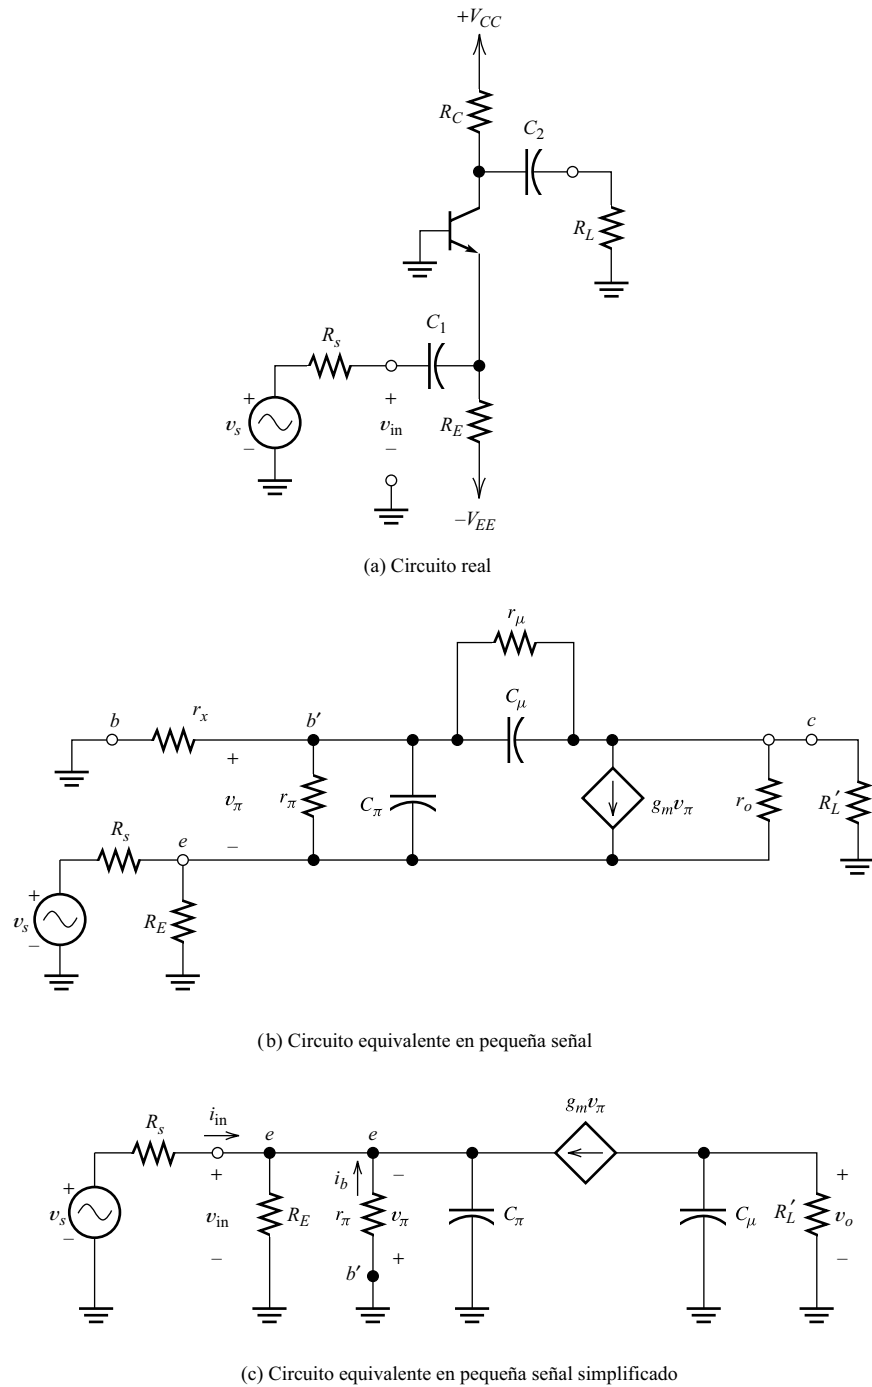 +V_CC
R_C
C_2
R_L
C_1
R_s
+
v_s
–
+
v_in
–
R_E
–V_EE
(a) Circuito real
r_μ
C_μ
b
r_x
b′
c
+
v_π
–
r_π
C_π
g_m v_π
r_o
R_L′
R_s
e
+
v_s
–
R_E
(b) Circuito equivalente en pequeña señal
g_m v_π
R_s
i_in
e
e
+
v_s
–
+
v_in
–
R_E
i_b
r_π
–
v_π
+
b′
C_π
C_μ
R_L′
+
v_o
–
(c) Circuito equivalente en pequeña señal simplificado